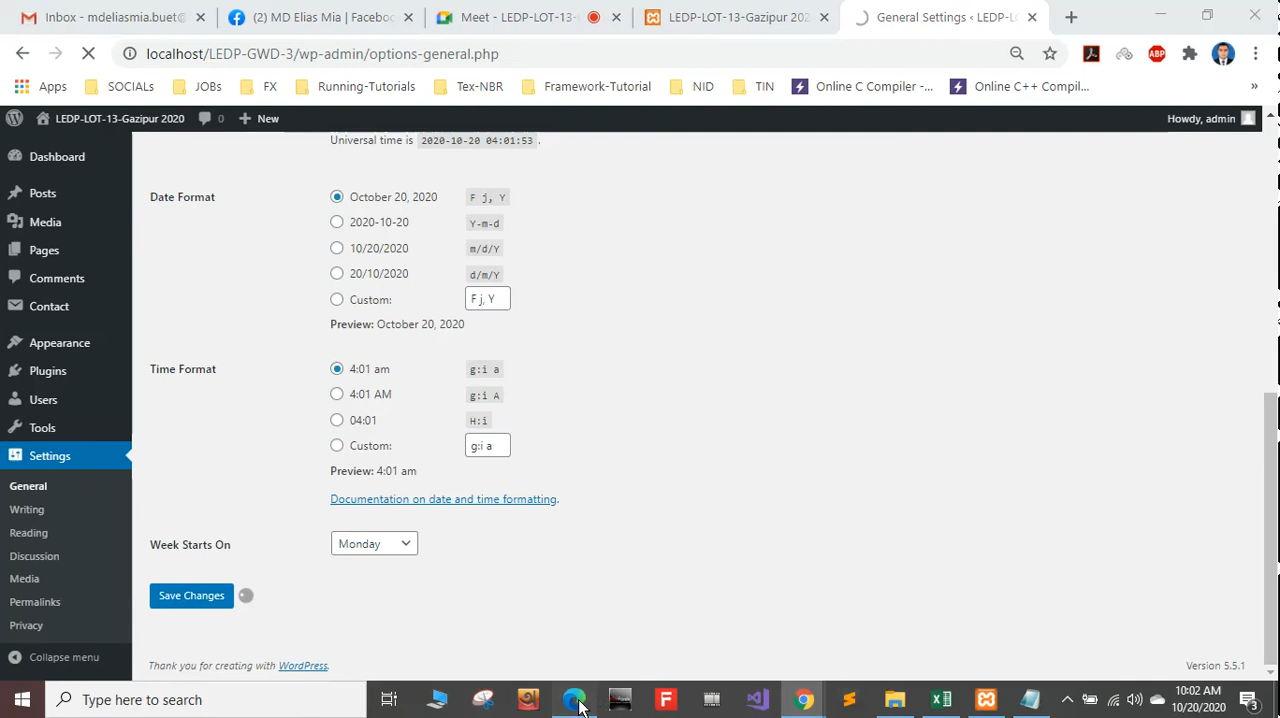 Inbox - mdeliasmia.buet@
(2) MD Elias Mia | Facebo
Meet - LEDP-LOT-13-
LEDP-LOT-13-Gazipur 202
General Settings ‹ LEDP-L
localhost/LEDP-GWD-3/wp-admin/options-general.php
ABP
Apps
SOCIALs
JOBs
FX
Running-Tutorials
Tex-NBR
Framework-Tutorial
NID
TIN
Online C Compiler -...
Online C++ Compil...
»
LEDP-LOT-13-Gazipur 2020
0
+ New
Howdy, admin
Dashboard
Posts
Media
Pages
Comments
Contact
Appearance
Plugins
Users
Tools
Settings
General
Writing
Reading
Discussion
Media
Permalinks
Privacy
Collapse menu
Universal time is 2020-10-20 04:01:53 .
Date Format
October 20, 2020 F j, Y
2020-10-20 Y-m-d
10/20/2020 m/d/Y
20/10/2020 d/m/Y
Custom: F j, Y
Preview: October 20, 2020
Time Format
4:01 am g:i a
4:01 AM g:i A
04:01 H:i
Custom: g:i a
Preview: 4:01 am
Documentation on date and time formatting.
Week Starts On Monday
Save Changes
Thank you for creating with WordPress.
Version 5.5.1
Type here to search
10:02 AM
10/20/2020
3